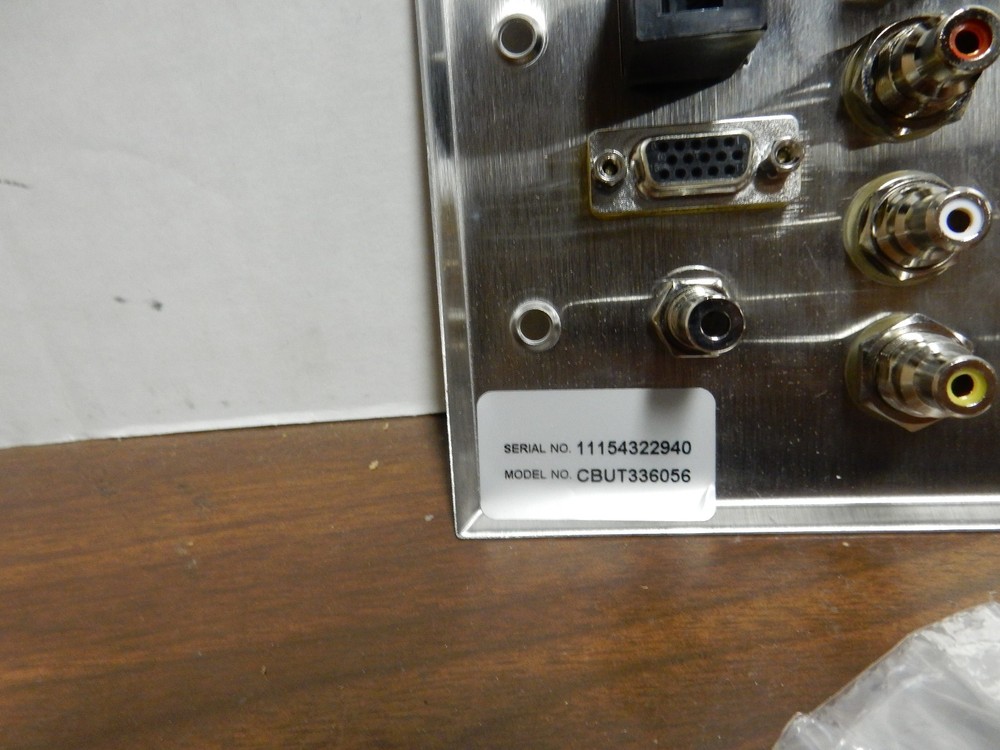 SERIAL NO. 11154322940
MODEL NO. CBUT336056